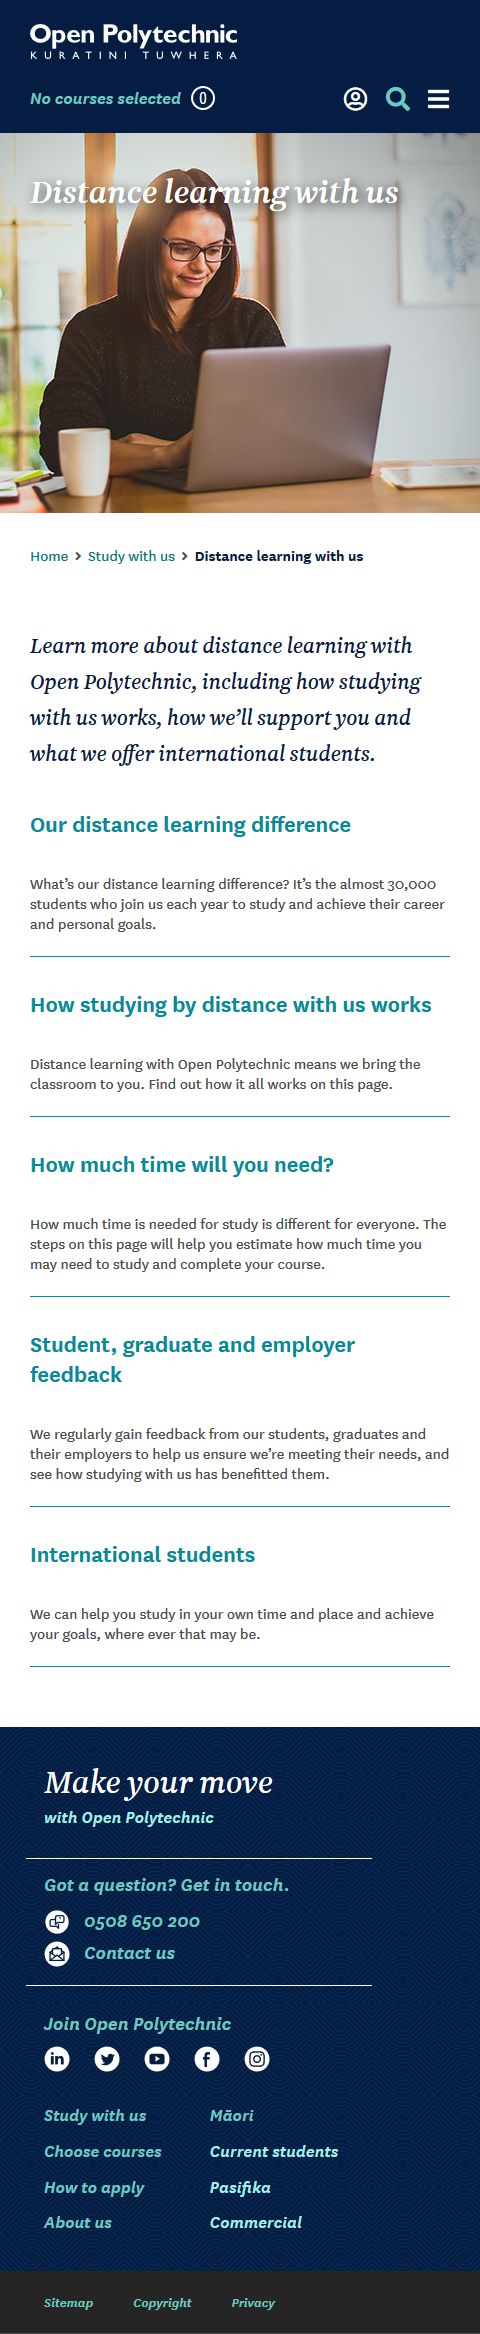 Open Polytechnic
KURATINI TUWHERA
No courses selected 0
Distance learning with us
Home > Study with us > Distance learning with us
Learn more about distance learning with
Open Polytechnic, including how studying
with us works, how we’ll support you and
what we offer international students.
Our distance learning difference
What’s our distance learning difference? It’s the almost 30,000
students who join us each year to study and achieve their career
and personal goals.
How studying by distance with us works
Distance learning with Open Polytechnic means we bring the
classroom to you. Find out how it all works on this page.
How much time will you need?
How much time is needed for study is different for everyone. The
steps on this page will help you estimate how much time you
may need to study and complete your course.
Student, graduate and employer
feedback
We regularly gain feedback from our students, graduates and
their employers to help us ensure we’re meeting their needs, and
see how studying with us has benefitted them.
International students
We can help you study in your own time and place and achieve
your goals, where ever that may be.
Make your move
with Open Polytechnic
Got a question? Get in touch.
0508 650 200
Contact us
Join Open Polytechnic
Study with us Māori
Choose courses Current students
How to apply Pasifika
About us Commercial
Sitemap Copyright Privacy